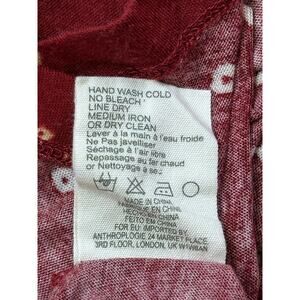 HAND WASH COLD
NO BLEACH
LINE DRY
MEDIUM IRON
OR DRY CLEAN
Laver à la main à l'eau froide
Ne Pas javelliser
Séchage à l'air libre
Repassage au fer chaud
or Nettoyage a sec
MADE IN CHINA
FABRIQUE EN CHINE
HECHO EN CHINA
FEITO EM CHINA
FOR EU: IMPORTED BY
ANTHROPOLOGIE 24 MARKET PLACE,
3RD FLOOR, LONDON, UK W1W8AN